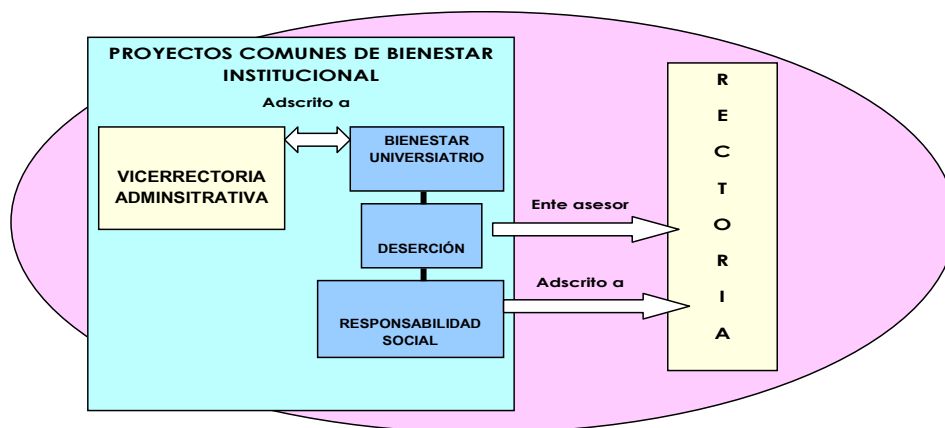 PROYECTOS COMUNES DE BIENESTAR
INSTITUCIONAL
Adscrito a
VICERRECTORIA
ADMINSITRATIVA
BIENESTAR
UNIVERSIATRIO
DESERCIÓN
RESPONSABILIDAD
SOCIAL
Ente asesor
Adscrito a
R
E
C
T
O
R
I
A